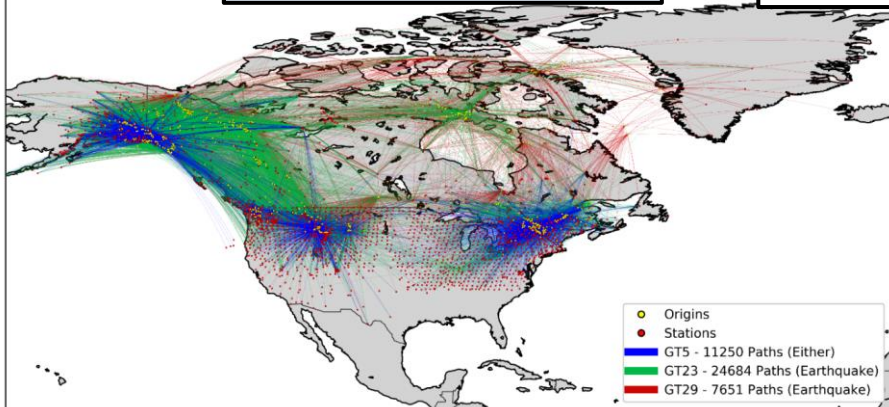 Origins
Stations
GT5 - 11250 Paths (Either)
GT23 - 24684 Paths (Earthquake)
GT29 - 7651 Paths (Earthquake)